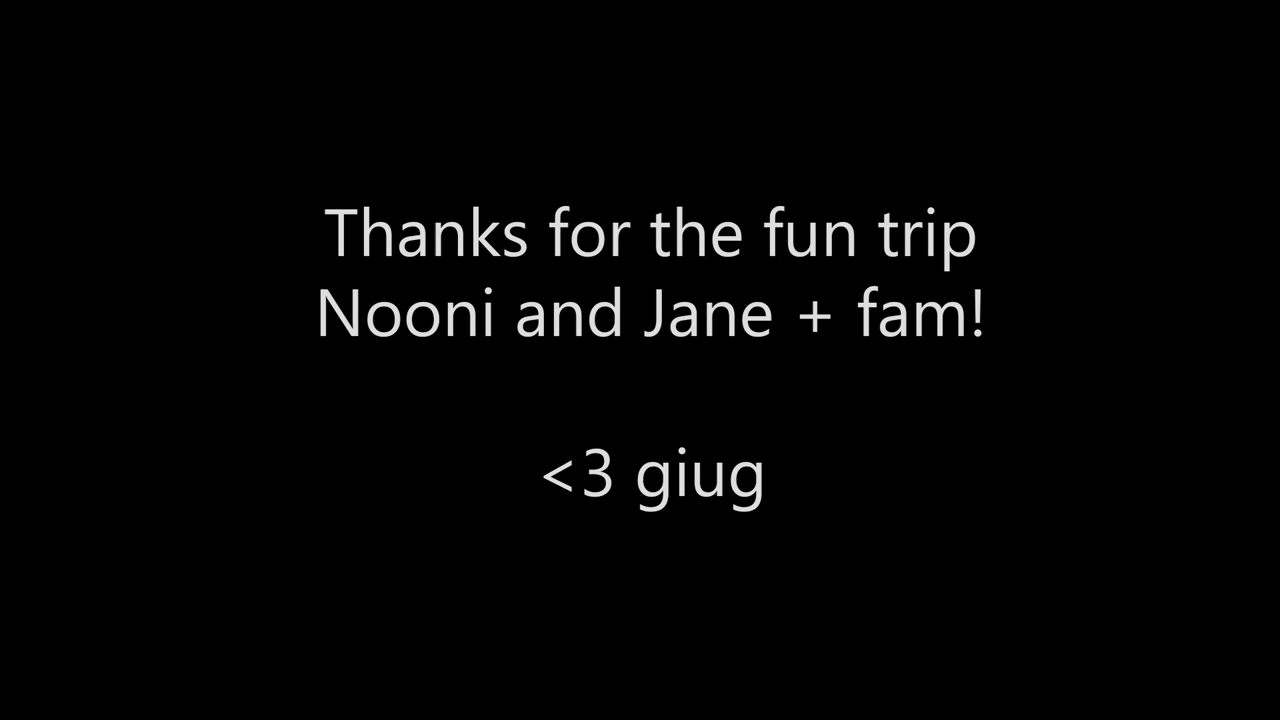 Thanks for the fun trip
Nooni and Jane + fam!
<3 giug